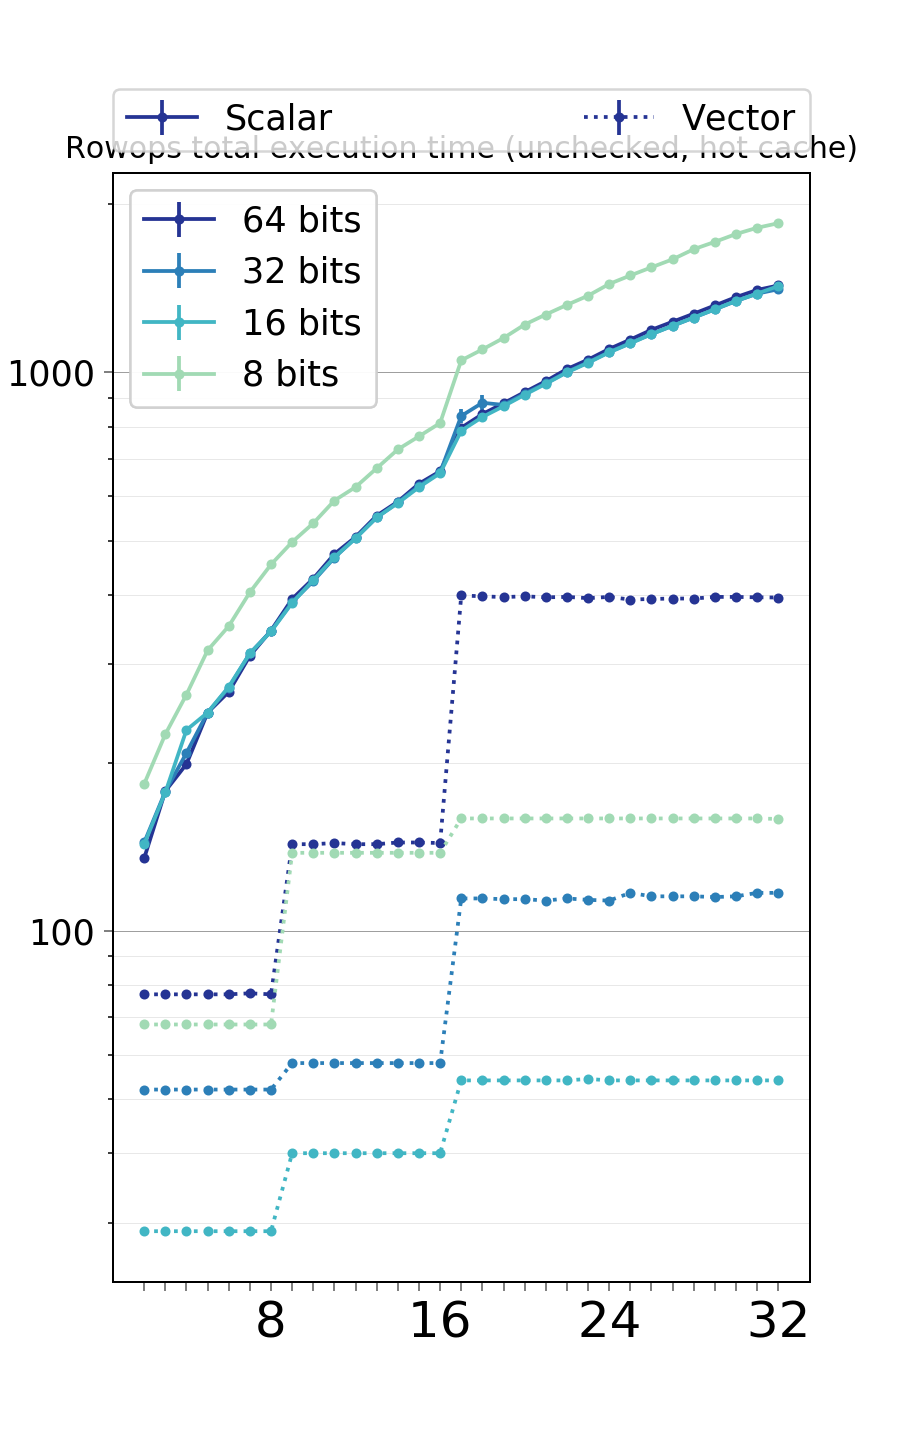 Scalar Vector
Rowops total execution time (unchecked, hot cache)
64 bits
32 bits
16 bits
8 bits
1000
100
8 16 24 32